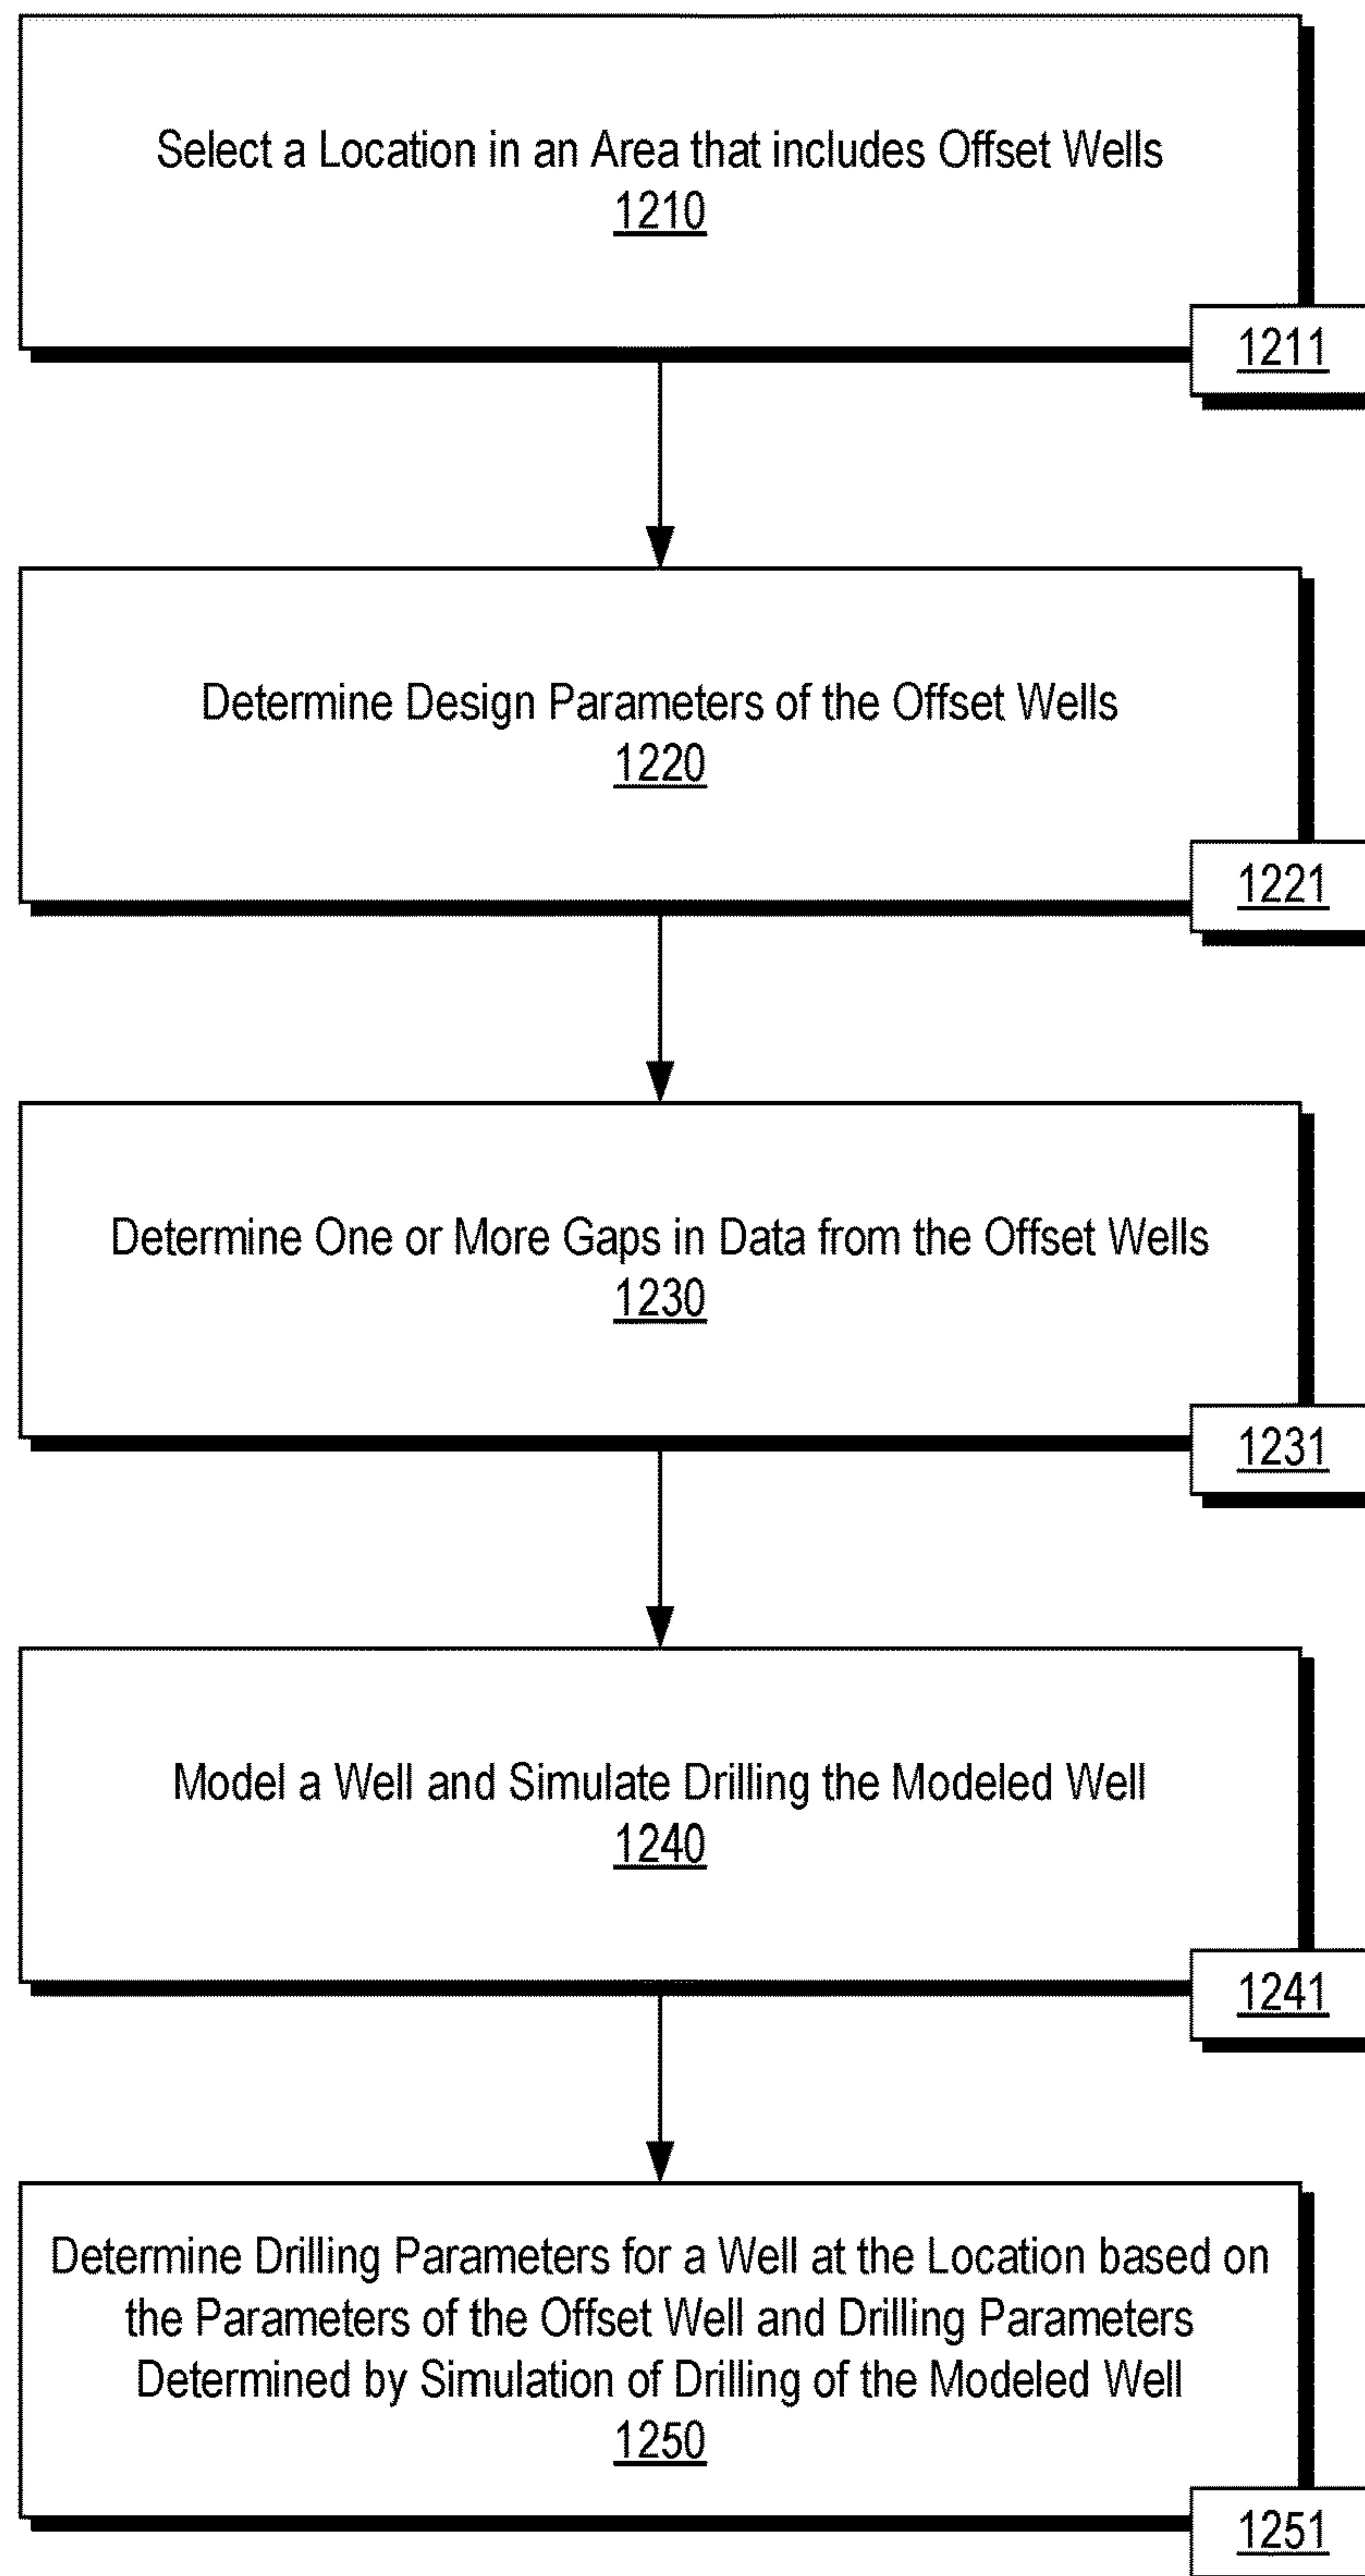 Select a Location in an Area that includes Offset Wells
1210
1211
Determine Design Parameters of the Offset Wells
1220
1221
Determine One or More Gaps in Data from the Offset Wells
1230
1231
Model a Well and Simulate Drilling the Modeled Well
1240
1241
Determine Drilling Parameters for a Well at the Location based on
the Parameters of the Offset Well and Drilling Parameters
Determined by Simulation of Drilling of the Modeled Well
1250
1251